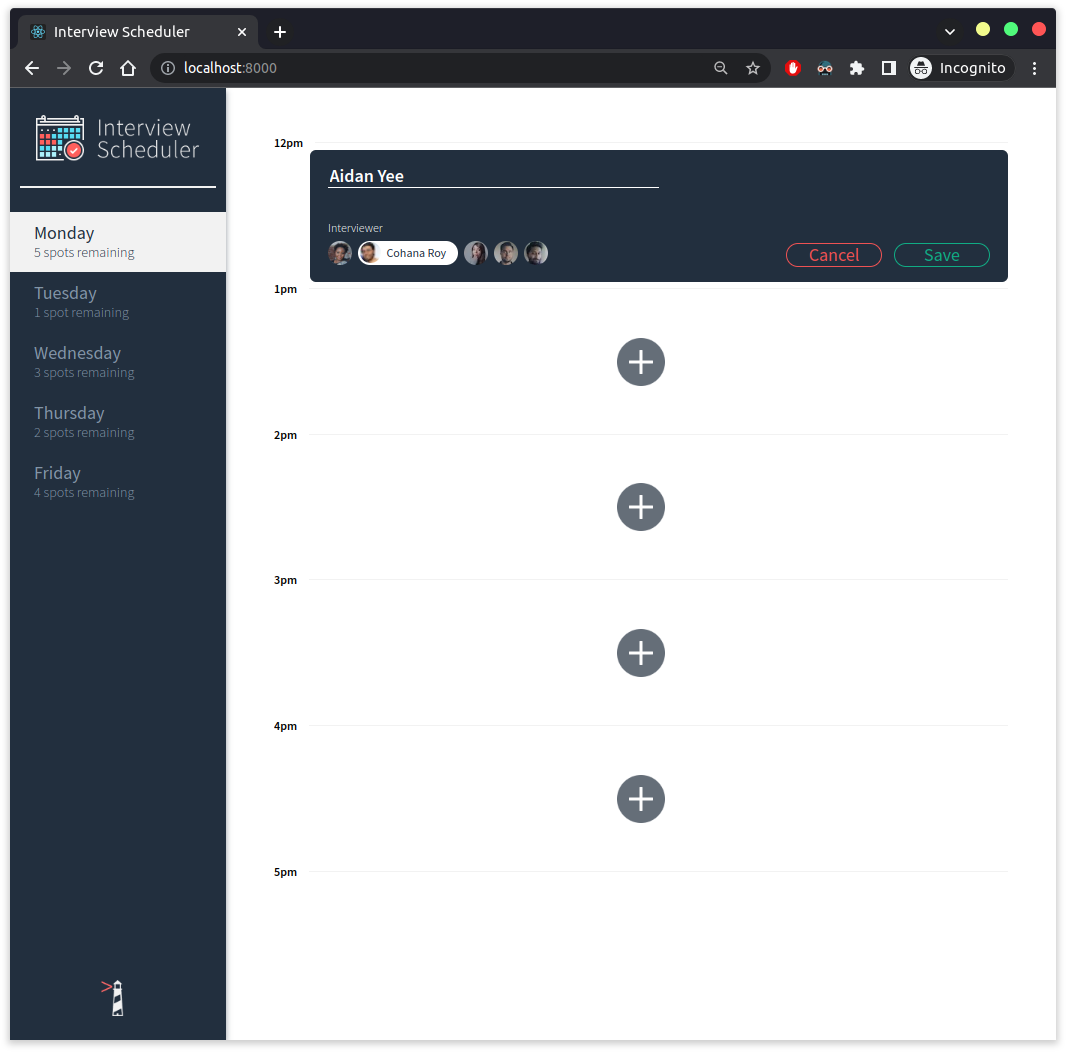 Interview Scheduler
localhost:8000
Incognito
Interview
Scheduler
Monday
5 spots remaining
Tuesday
1 spot remaining
Wednesday
3 spots remaining
Thursday
2 spots remaining
Friday
4 spots remaining
12pm
Aidan Yee
Interviewer
Cohana Roy
Cancel
Save
1pm
2pm
3pm
4pm
5pm